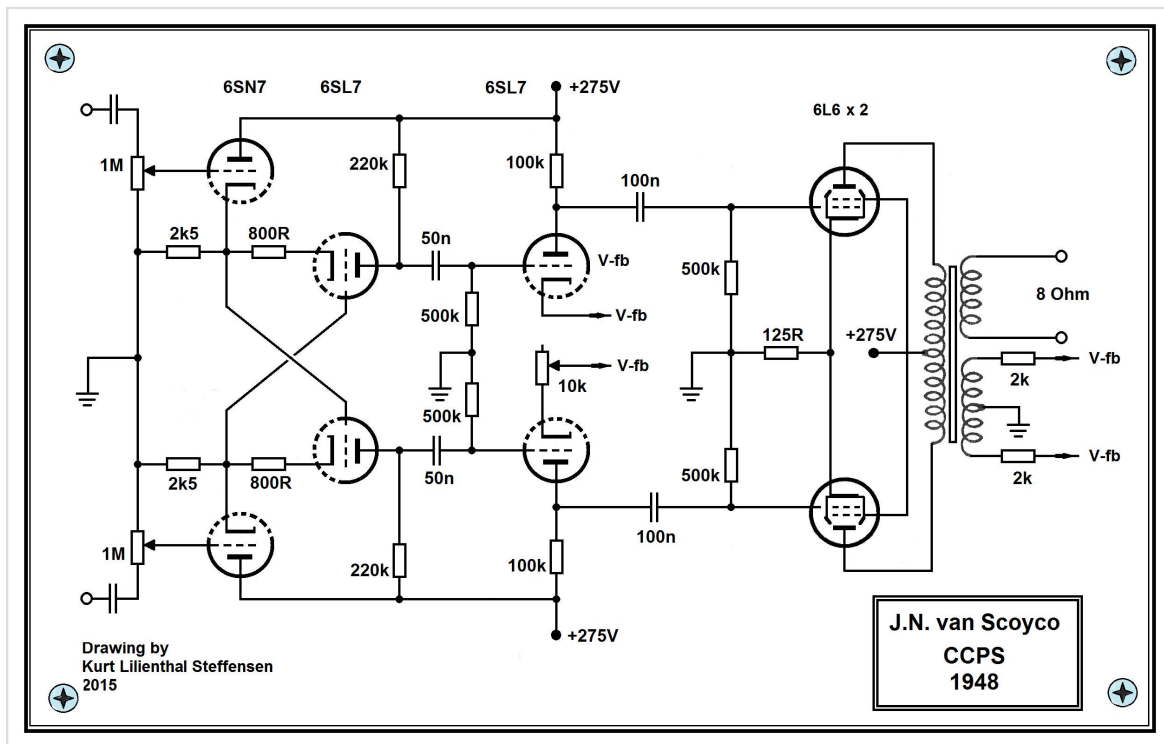 6SN7
6SL7
6SL7
+275V
6L6 x 2
1M
220k
100k
100n
2k5
800R
50n
V-fb
500k
V-fb
500k
8 Ohm
125R
+275V
V-fb
10k
V-fb
2k
500k
2k5
800R
50n
500k
V-fb
2k
1M
220k
100k
100n
+275V
Drawing by
Kurt Lilienthal Steffensen
2015
J.N. van Scoyco
CCPS
1948